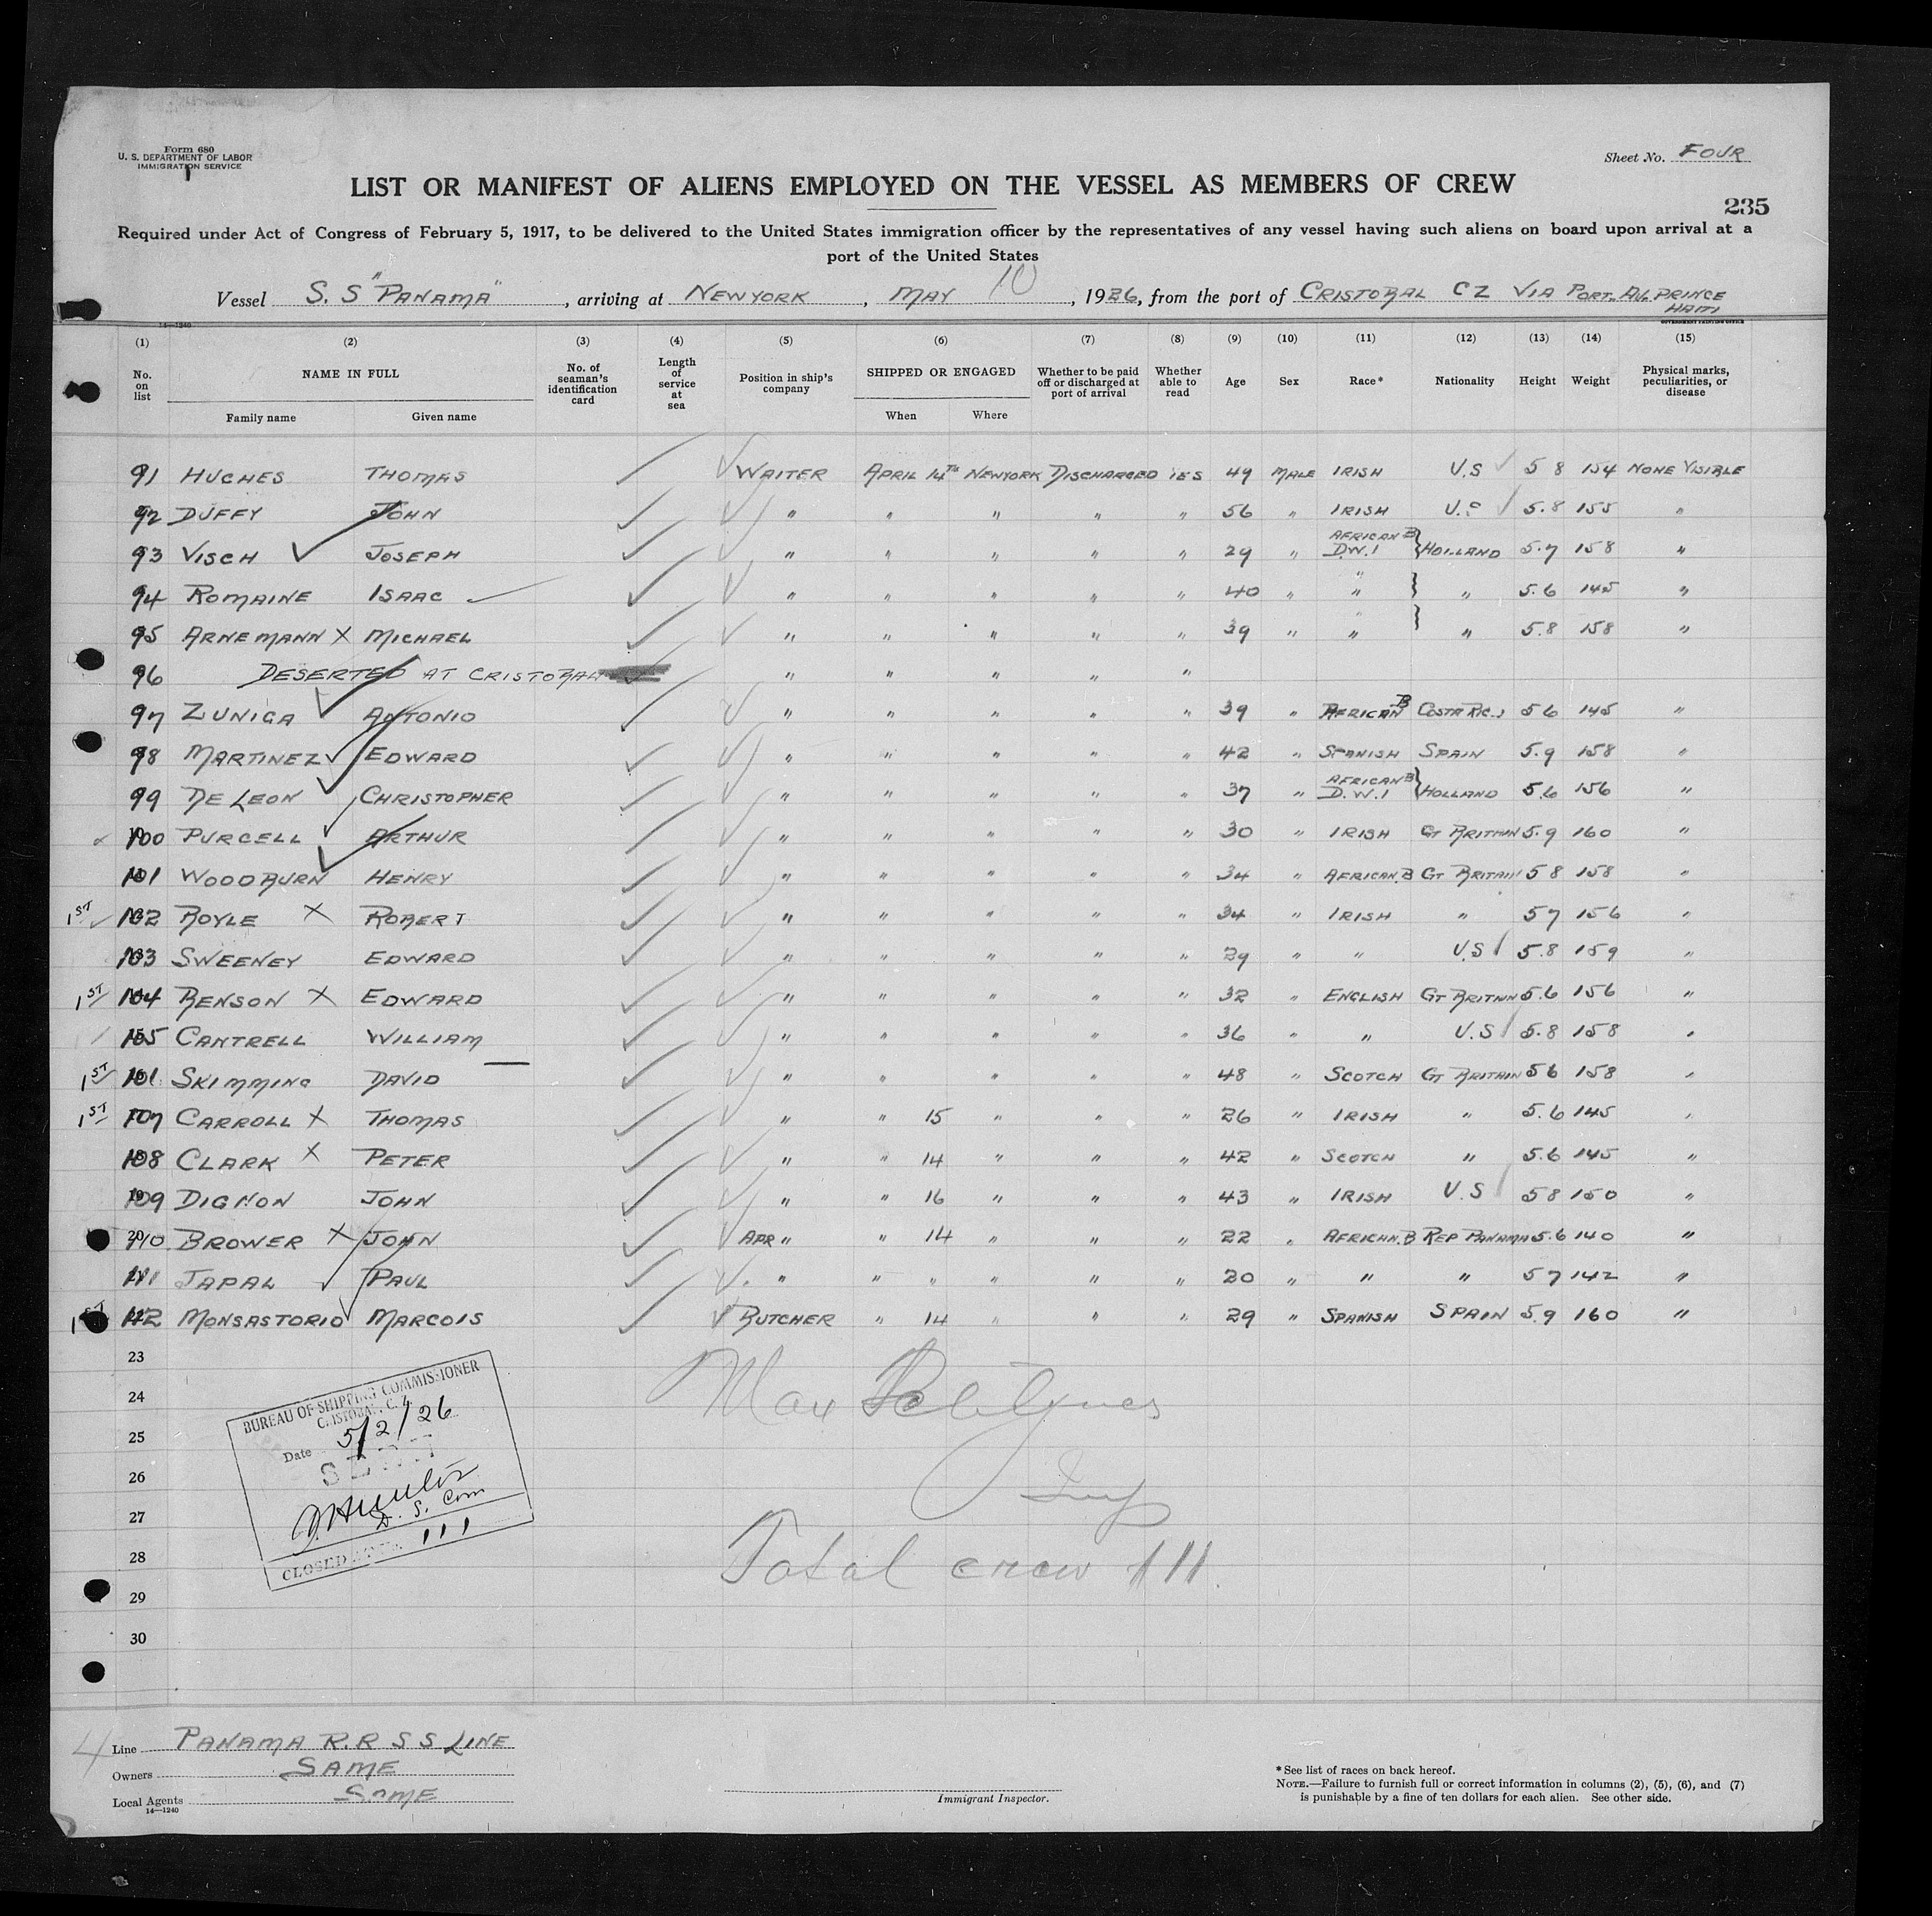 Form 680
U. S. DEPARTMENT OF LABOR
IMMIGRATION SERVICE
Sheet No. FOUR
LIST OR MANIFEST OF ALIENS EMPLOYED ON THE VESSEL AS MEMBERS OF CREW
235
Required under Act of Congress of February 5, 1917, to be delivered to the United States immigration officer by the representatives of any vessel having such aliens on board upon arrival at a
port of the United States
Vessel S. S "PANAMA", arriving at NEWYORK, MAY 10, 1926, from the port of CRISTOBAL CZ VIA PORT. AU. PRINCE
HAITI
14—1240 GOVERNMENT PRINTING OFFICE
(1) (2) (3) (4) (5) (6) (7) (8) (9) (10) (11) (12) (13) (14) (15)
No. on list NAME IN FULL No. of seaman's identification card Length of service at sea Position in ship's company SHIPPED OR ENGAGED Whether to be paid off or discharged at port of arrival Whether able to read Age Sex Race* Nationality Height Weight Physical marks, peculiarities, or disease
Family name Given name When Where
91 HUGHES THOMAS WAITER APRIL 14TH NEWYORK DISCHARGED YES 49 MALE IRISH U.S 5 8 154 NONE VISIBLE
92 DUFFY JOHN " " " " " 56 " IRISH U.S 5.8 155 "
93 VISCH JOSEPH " " " " " 29 " AFRICAN B D.W.I } HOLLAND 5.7 158 "
94 ROMAINE ISAAC " " " " " 40 " " " } " 5.6 145 "
95 ARNEMANN X MICHAEL " " " " " 39 " " " } " 5.8 158 "
96 DESERTED AT CRISTOBAL " " " " "
97 ZUNIGA ANTONIO " " " " " 39 " AFRICAN B COSTA RICA 5 6 145 "
98 MARTINEZ EDWARD " " " " " 42 " SPANISH SPAIN 5.9 158 "
99 DE LEON CHRISTOPHER " " " " " 37 " AFRICAN B D.W.I } HOLLAND 5.6 156 "
100 PURCELL ARTHUR " " " " " 30 " IRISH GT BRITAIN 5.9 160 "
101 WOODBURN HENRY " " " " " 34 " AFRICAN. B GT BRITAIN 5 8 158 "
1ST 102 BOYLE X ROBERT " " " " " 34 " IRISH " 5 7 156 "
103 SWEENEY EDWARD " " " " " 29 " " U.S 5.8 159 "
1ST 104 BENSON X EDWARD " " " " " 32 " ENGLISH GT BRITAIN 5.6 156 "
105 CANTRELL WILLIAM " " " " " 36 " " U.S 5.8 158 "
1ST 106 SKIMMING DAVID " " " " " 48 " SCOTCH GT BRITAIN 5 6 158 "
1ST 107 CARROLL X THOMAS " " 15 " " " 26 " IRISH " 5.6 145 "
108 CLARK X PETER " " 14 " " " 42 " SCOTCH " 5.6 145 "
109 DIGNON JOHN " " 16 " " " 43 " IRISH U.S 5 8 150 "
110 BROWER X JOHN APR " " 14 " " " 22 " AFRICAN. B REP PANAMA 5.6 140 "
111 JAPAL PAUL " " " " " " 20 " " " 5 7 142 "
1ST 112 MONSASTORIO MARCOIS BUTCHER " 14 " " " 29 " SPANISH SPAIN 5.9 160 "
23
24
25
26
27
28
29
30
BUREAU OF SHIPPING COMMISSIONER
CRISTOBAL, C. Z.
Date 5/2/26
D. S. Com
CLOSED 111
Max
Insp
Total crew 111.
4
Line PANAMA R.R S S LINE
Owners SAME
Local Agents SAME
14—1240
Immigrant Inspector.
*See list of races on back hereof.
NOTE.—Failure to furnish full or correct information in columns (2), (5), (6), and (7)
is punishable by a fine of ten dollars for each alien. See other side.